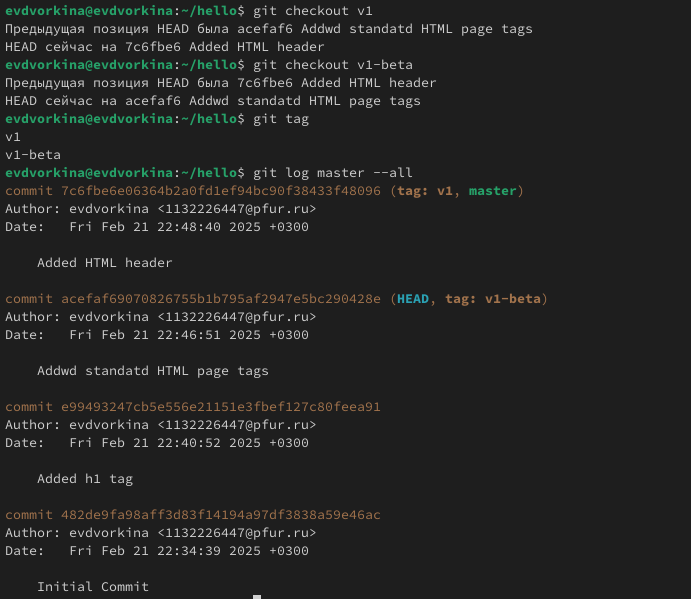 evdvorkina@evdvorkina:~/hello$ git checkout v1
Предыдущая позиция HEAD была acefaf6 Addwd standatd HTML page tags
HEAD сейчас на 7c6fbe6 Added HTML header
evdvorkina@evdvorkina:~/hello$ git checkout v1-beta
Предыдущая позиция HEAD была 7c6fbe6 Added HTML header
HEAD сейчас на acefaf6 Addwd standatd HTML page tags
evdvorkina@evdvorkina:~/hello$ git tag
v1
v1-beta
evdvorkina@evdvorkina:~/hello$ git log master --all
commit 7c6fbe6e06364b2a0fd1ef94bc90f38433f48096 (tag: v1, master)
Author: evdvorkina <1132226447@pfur.ru>
Date:   Fri Feb 21 22:48:40 2025 +0300
    Added HTML header
commit acefaf69070826755b1b795af2947e5bc290428e (HEAD, tag: v1-beta)
Author: evdvorkina <1132226447@pfur.ru>
Date:   Fri Feb 21 22:46:51 2025 +0300
    Addwd standatd HTML page tags
commit e99493247cb5e556e21151e3fbef127c80feea91
Author: evdvorkina <1132226447@pfur.ru>
Date:   Fri Feb 21 22:40:52 2025 +0300
    Added h1 tag
commit 482de9fa98aff3d83f14194a97df3838a59e46ac
Author: evdvorkina <1132226447@pfur.ru>
Date:   Fri Feb 21 22:34:39 2025 +0300
    Initial Commit